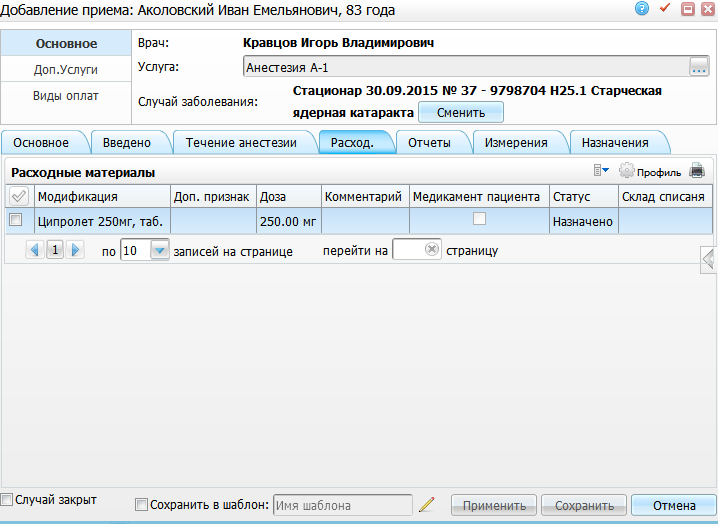 Добавление приема: Аколовский Иван Емельянович, 83 года
Основное
Доп.Услуги
Виды оплат
Врач: Кравцов Игорь Владимирович
Услуга: Анестезия А-1 ...
Случай заболевания: Стационар 30.09.2015 № 37 - 9798704 H25.1 Старческая
ядерная катаракта Сменить
Основное Введено Течение анестезии Расход. Отчеты Измерения Назначения
Расходные материалы Профиль
Модификация Доп. признак Доза Комментарий Медикамент пациента Статус Склад списаня
Ципролет 250мг, таб. 250.00 мг Назначено
1 по 10 записей на странице перейти на страницу
Случай закрыт Сохранить в шаблон: Имя шаблона Применить Сохранить Отмена